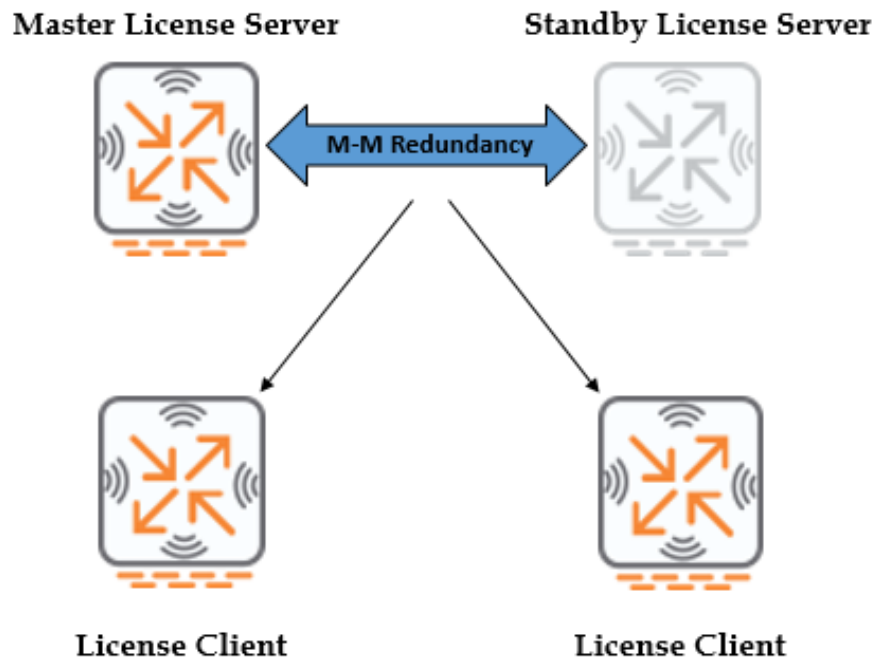 Master License Server
Standby License Server
M-M Redundancy
License Client
License Client